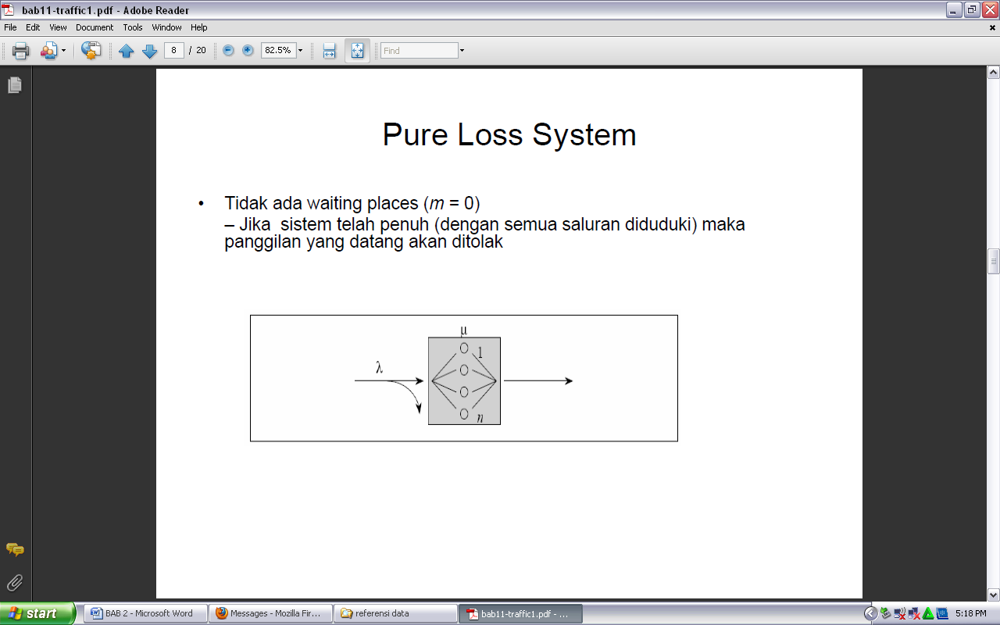 bab11-traffic1.pdf - Adobe Reader
File Edit View Document Tools Window Help
8 / 20 82.5% Find
Pure Loss System
• Tidak ada waiting places (m = 0)
– Jika sistem telah penuh (dengan semua saluran diduduki) maka
panggilan yang datang akan ditolak
μ
1
λ
n
start BAB 2 - Microsoft Word Messages - Mozilla Fir... referensi data bab11-traffic1.pdf - ... 5:18 PM